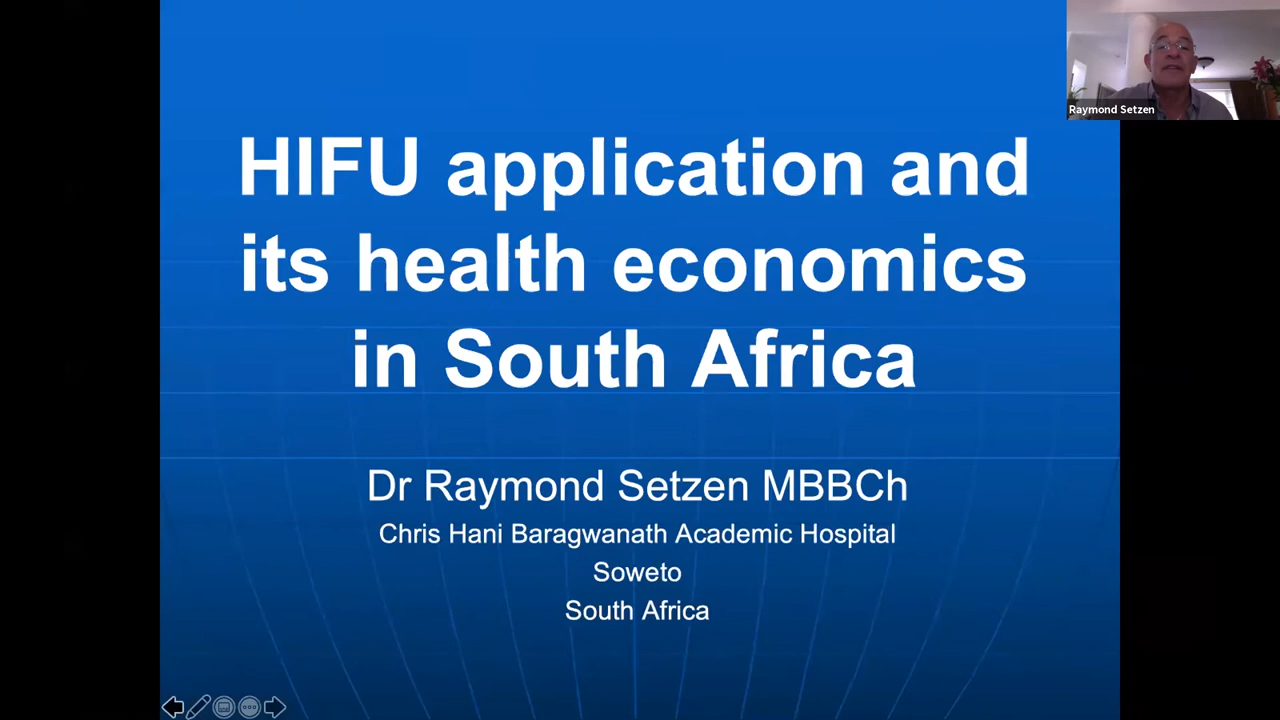 Raymond Setzen
HIFU application and
its health economics
in South Africa
Dr Raymond Setzen MBBCh
Chris Hani Baragwanath Academic Hospital
Soweto
South Africa